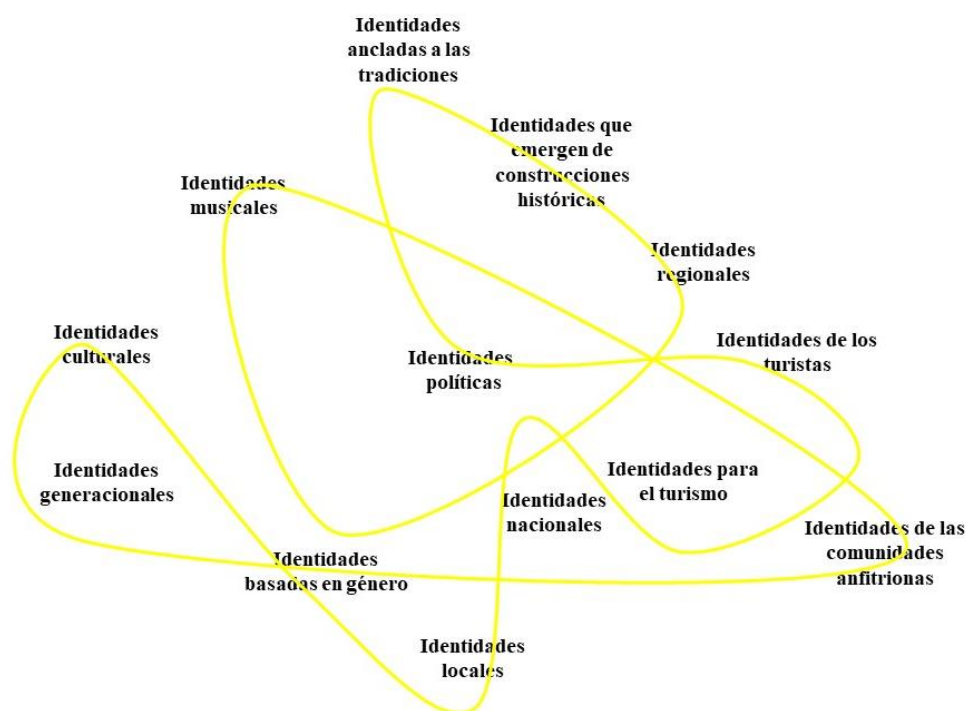 Identidades
ancladas a las
tradiciones
Identidades que
emergen de
construcciones
históricas
Identidades
musicales
Identidades
regionales
Identidades
culturales
Identidades de los
turistas
Identidades
políticas
Identidades
generacionales
Identidades para
el turismo
Identidades
nacionales
Identidades de las
comunidades
anfitrionas
Identidades
basadas en género
Identidades
locales